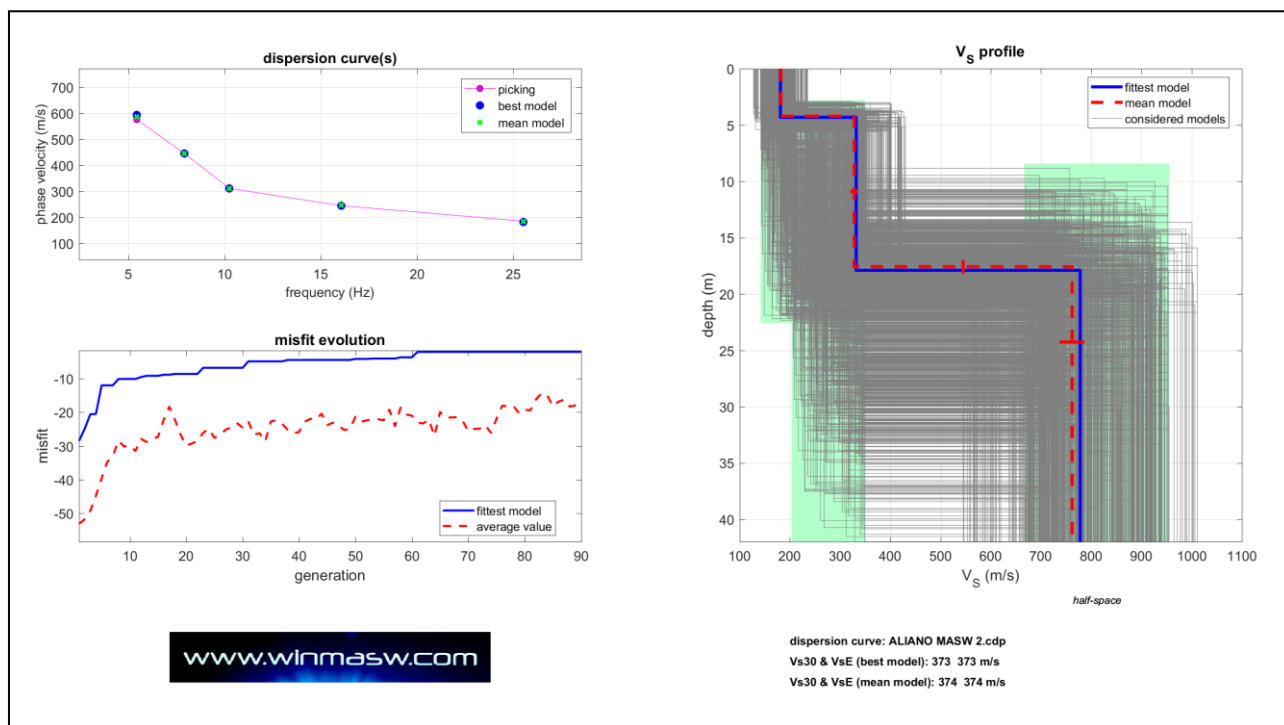 dispersion curve(s)
700
600
500
400
300
200
100
phase velocity (m/s)
picking
best model
mean model
5
10
15
20
25
frequency (Hz)
misfit evolution
-10
-20
-30
-40
-50
misfit
fittest model
average value
10
20
30
40
50
60
70
80
90
generation
www.winmasw.com
VS profile
0
5
10
15
20
25
30
35
40
depth (m)
fittest model
mean model
considered models
100
200
300
400
500
600
700
800
900
1000
1100
VS (m/s)
half-space
dispersion curve: ALIANO MASW 2.cdp
Vs30 & VsE (best model): 373 373 m/s
Vs30 & VsE (mean model): 374 374 m/s